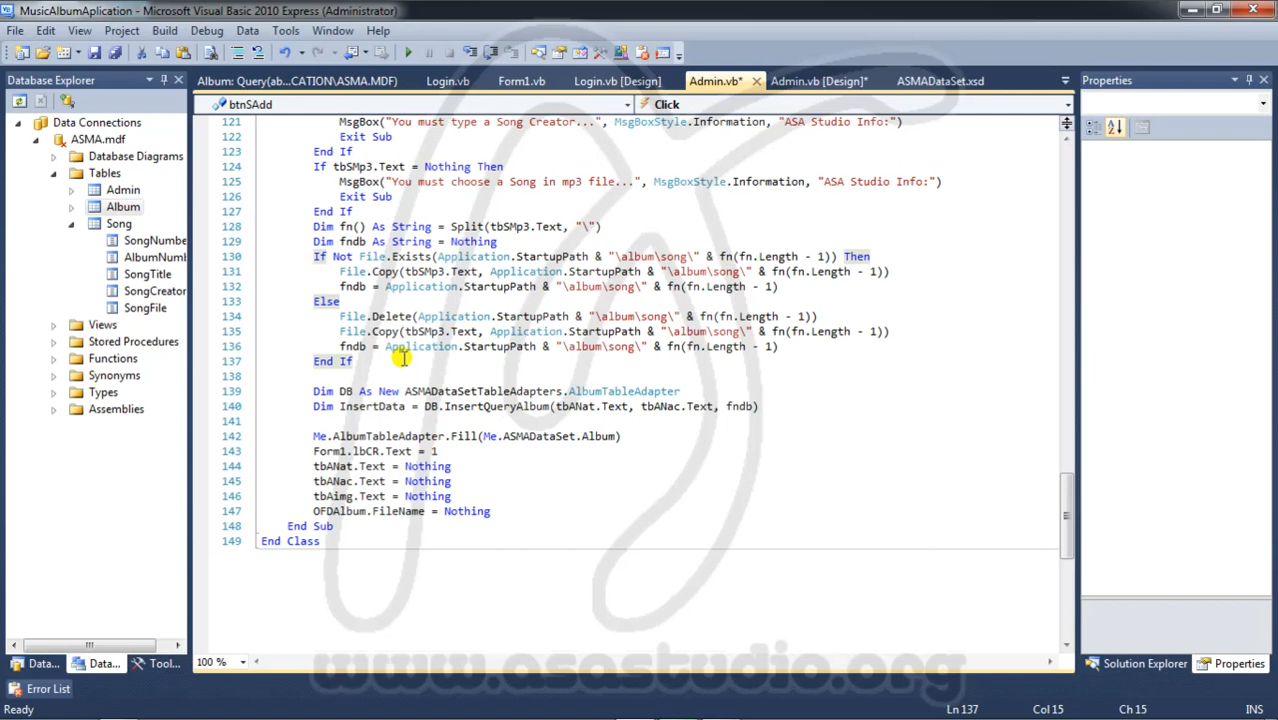 MusicAlbumAplication - Microsoft Visual Basic 2010 Express (Administrator)
File Edit View Project Build Debug Data Tools Window Help
Database Explorer
Data Connections
ASMA.mdf
Database Diagrams
Tables
Admin
Album
Song
SongNumbe
AlbumNumb
SongTitle
SongCreator
SongFile
Views
Stored Procedures
Functions
Synonyms
Types
Assemblies
Data... Data... Tool...
Album: Query(ab...CATION\ASMA.MDF) Login.vb Form1.vb Login.vb [Design] Admin.vb* Admin.vb [Design]* ASMADataSet.xsd
btnSAdd Click
121 MsgBox("You must type a Song Creator...", MsgBoxStyle.Information, "ASA Studio Info:")
122 Exit Sub
123 End If
124 If tbSMp3.Text = Nothing Then
125 MsgBox("You must choose a Song in mp3 file...", MsgBoxStyle.Information, "ASA Studio Info:")
126 Exit Sub
127 End If
128 Dim fn() As String = Split(tbSMp3.Text, "\")
129 Dim fndb As String = Nothing
130 If Not File.Exists(Application.StartupPath & "\album\song\" & fn(fn.Length - 1)) Then
131 File.Copy(tbSMp3.Text, Application.StartupPath & "\album\song\" & fn(fn.Length - 1))
132 fndb = Application.StartupPath & "\album\song\" & fn(fn.Length - 1)
133 Else
134 File.Delete(Application.StartupPath & "\album\song\" & fn(fn.Length - 1))
135 File.Copy(tbSMp3.Text, Application.StartupPath & "\album\song\" & fn(fn.Length - 1))
136 fndb = Application.StartupPath & "\album\song\" & fn(fn.Length - 1)
137 End If
138
139 Dim DB As New ASMADataSetTableAdapters.AlbumTableAdapter
140 Dim InsertData = DB.InsertQueryAlbum(tbANat.Text, tbANac.Text, fndb)
141
142 Me.AlbumTableAdapter.Fill(Me.ASMADataSet.Album)
143 Form1.lbCR.Text = 1
144 tbANat.Text = Nothing
145 tbANac.Text = Nothing
146 tbAimg.Text = Nothing
147 OFDAlbum.FileName = Nothing
148 End Sub
149 End Class
100 %
Properties
Solution Explorer Properties
www.asastudio.org
Error List
Ready Ln 137 Col 15 Ch 15 INS